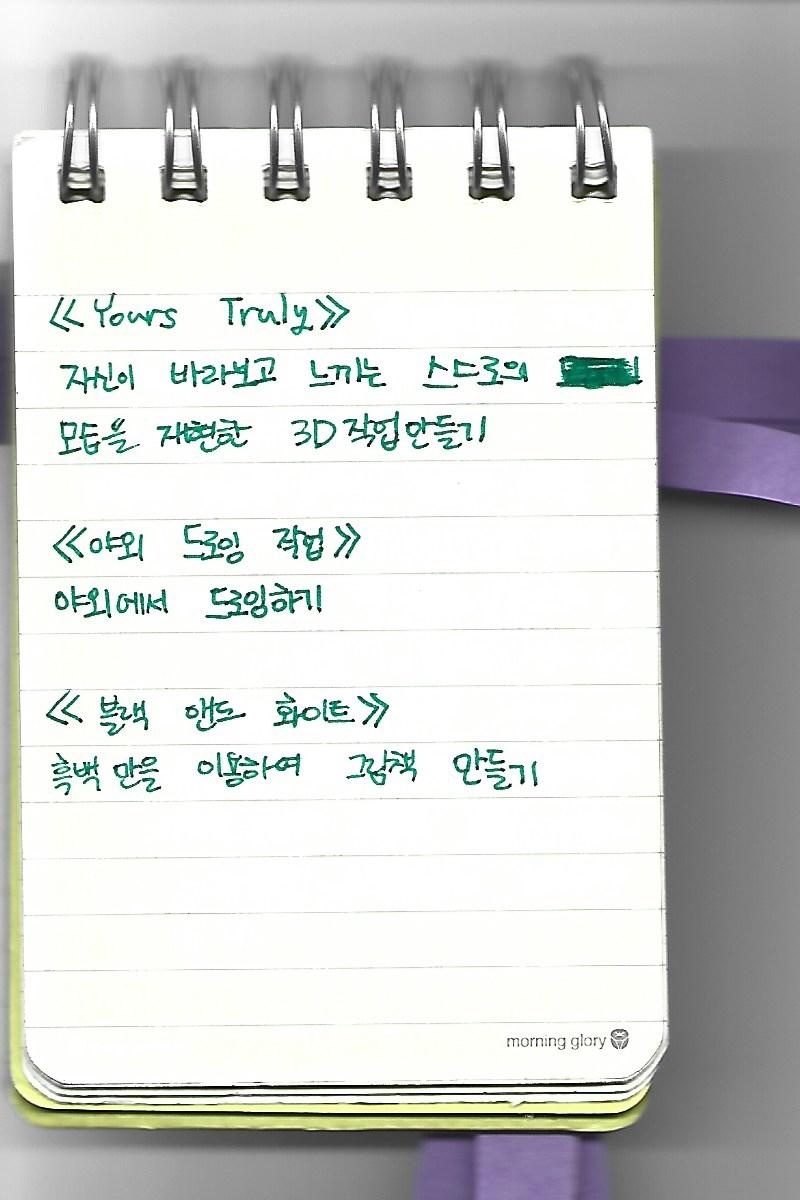 ≪Yours Truly≫
자신이 바라보고 느끼는 스스로의
모든을 재현한 3D 작업 만들기
≪야외 드로잉 작업≫
야외에서 드로잉하기
≪블랙 앤드 화이트≫
흑백 만을 이용하여 그림책 만들기
morning glory